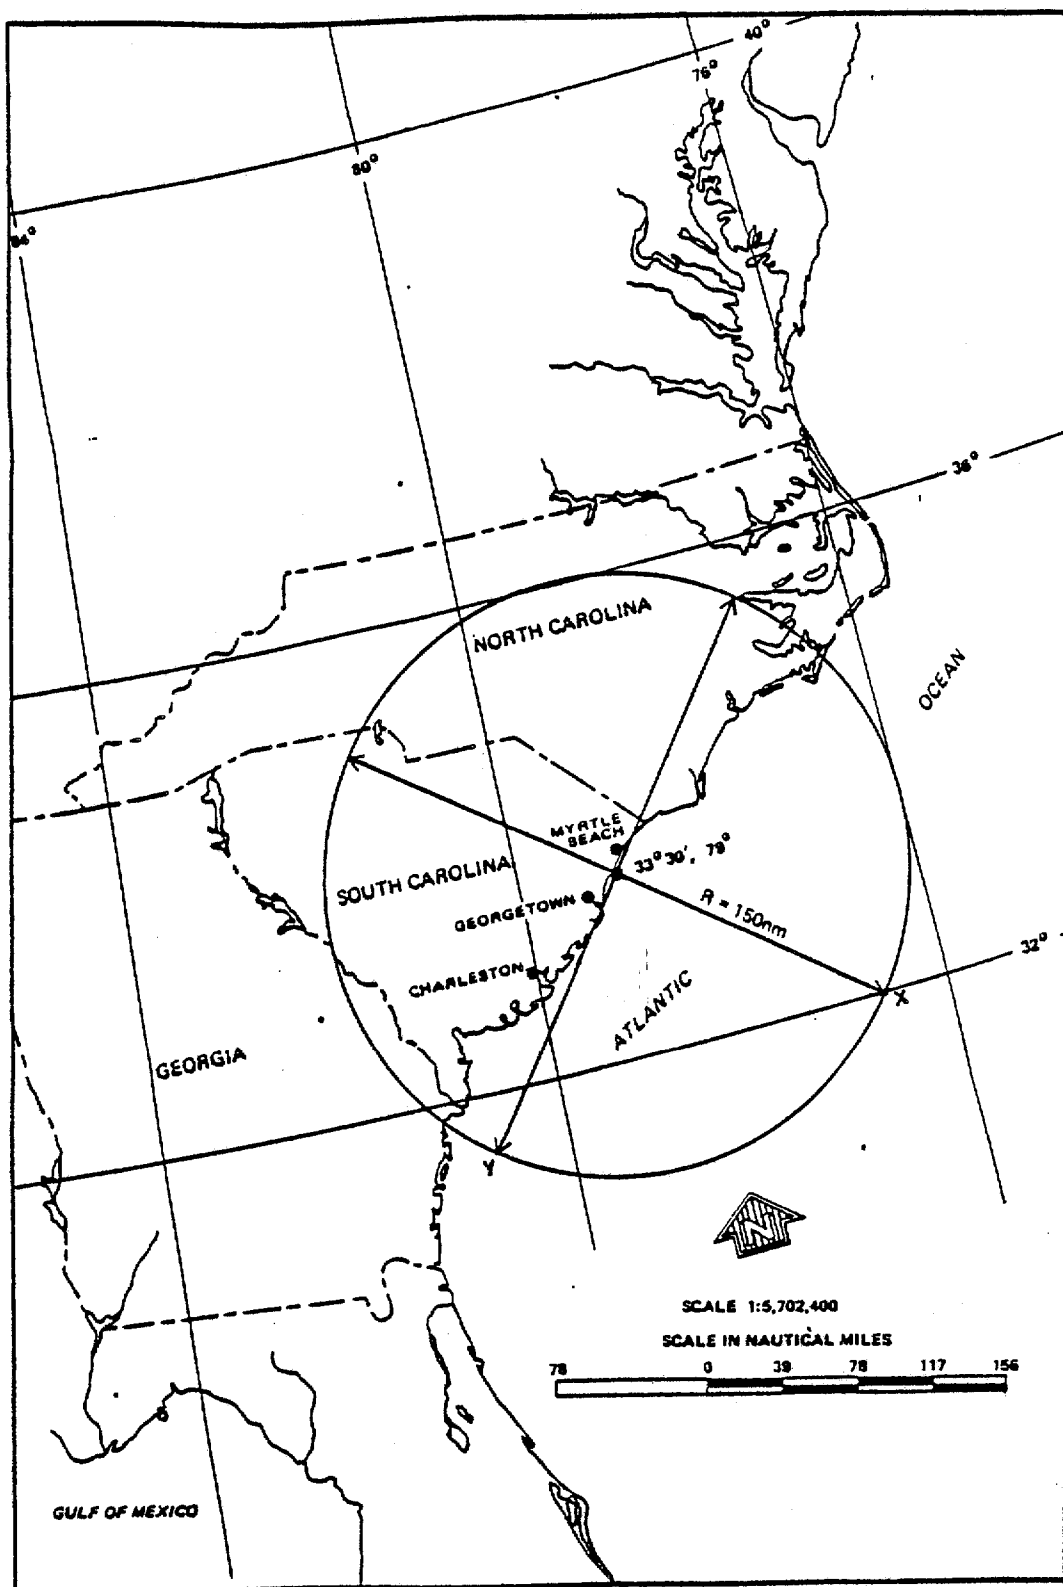 40°
76°
80°
84°
36°
NORTH CAROLINA
OCEAN
MYRTLE
BEACH
33° 30', 79°
SOUTH CAROLINA
GEORGETOWN
R = 150nm
CHARLESTON
32°
X
ATLANTIC
GEORGIA
Y
N
SCALE 1:5,702,400
SCALE IN NAUTICAL MILES
78 0 39 78 117 156
GULF OF MEXICO